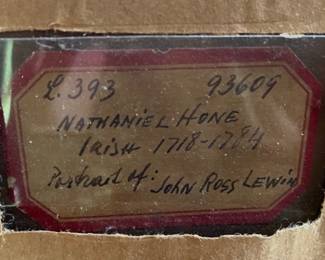 L.393 93609
NATHANIEL HONE
IRISH 1718-1784
Portrait of: John Ross LEWIN